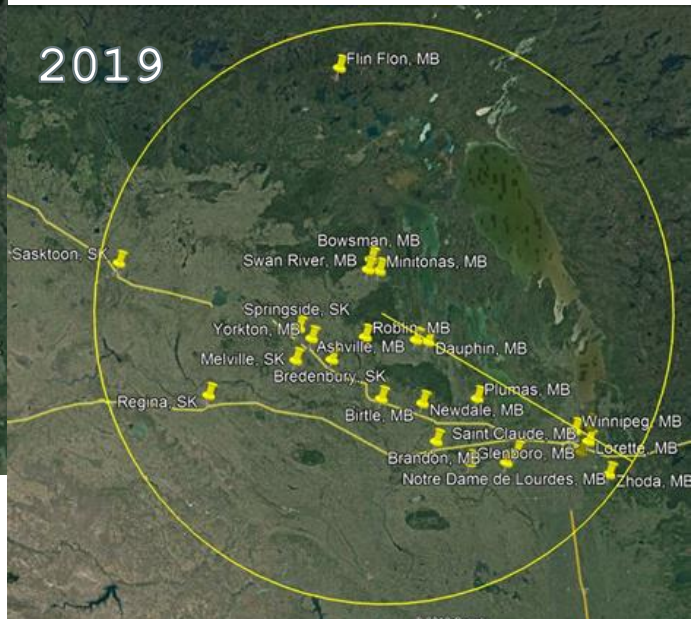 2019
Flin Flon, MB
Bowsman, MB
Sasktoon, SK
Swan River, MB
Minitonas, MB
Springside, SK
Yorkton, MB
Roblin, MB
Ashville, MB
Dauphin, MB
Melville, SK
Bredenbury, SK
Regina, SK
Plumas, MB
Birtle, MB
Newdale, MB
Winnipeg, MB
Saint Claude, MB
Lorette, MB
Brandon, MB
Glenboro, MB
Notre Dame de Lourdes, MB
Zhoda, MB